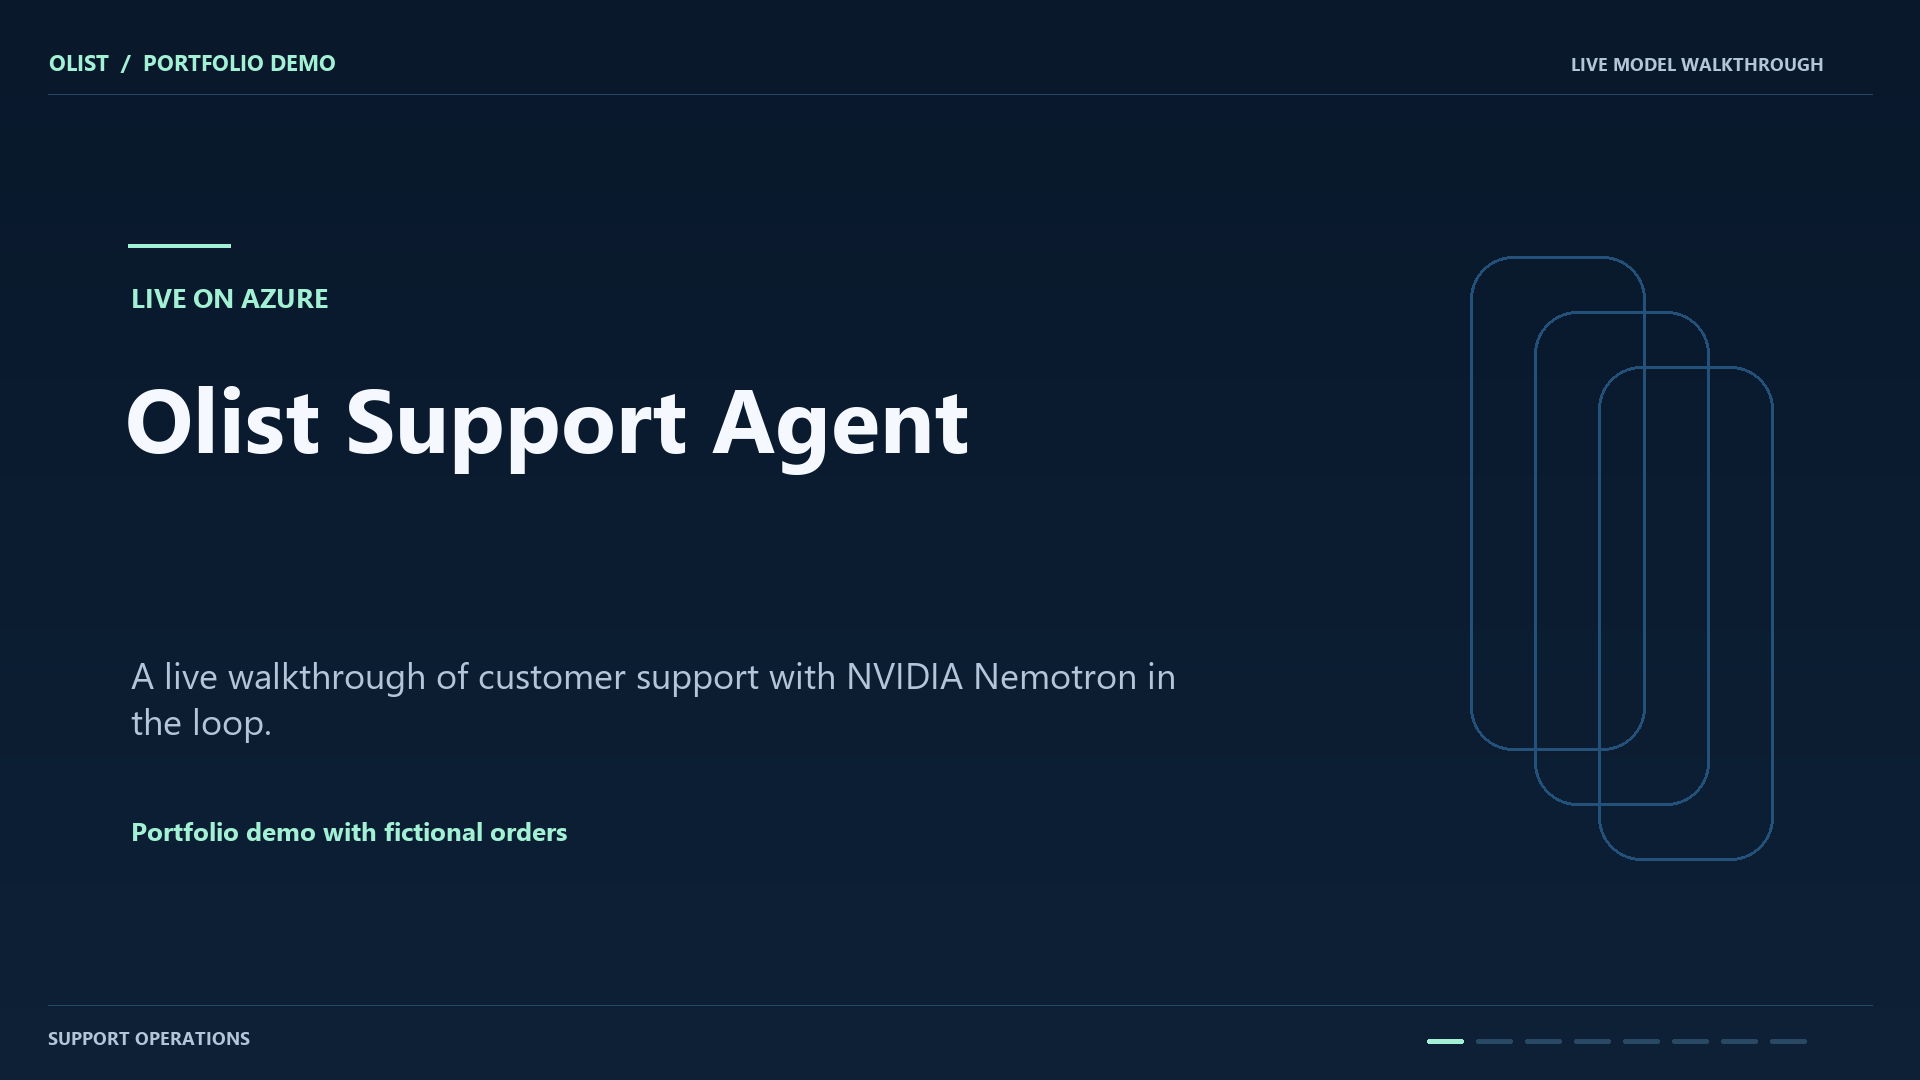 OLIST / PORTFOLIO DEMO
LIVE MODEL WALKTHROUGH
LIVE ON AZURE
Olist Support Agent
A live walkthrough of customer support with NVIDIA Nemotron in
the loop.
Portfolio demo with fictional orders
SUPPORT OPERATIONS